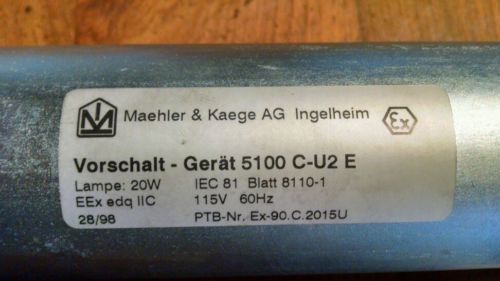 Maehler & Kaege AG Ingelheim
Vorschalt - Gerät 5100 C-U2 E
Lampe: 20W IEC 81 Blatt 8110-1
EEx edq IIC 115V 60Hz
28/98 PTB-Nr. Ex-90.C.2015U